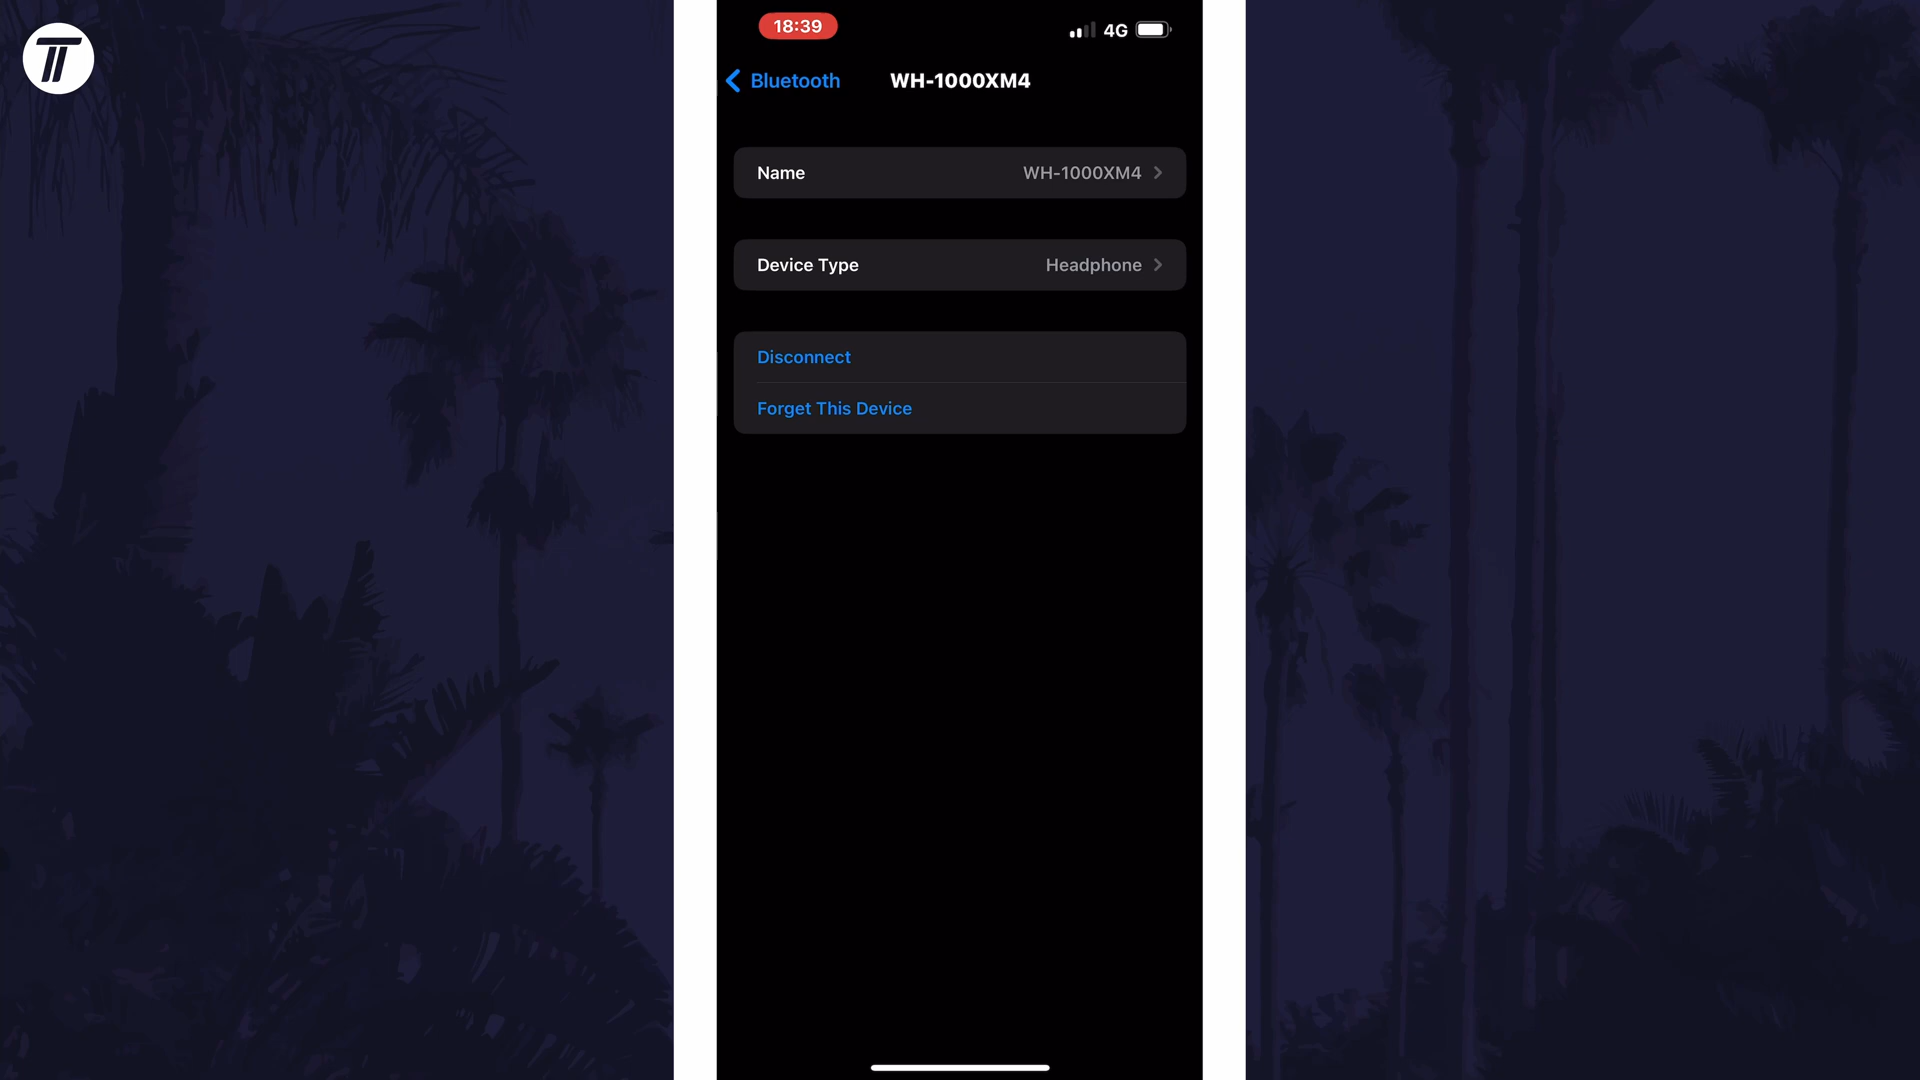 18:39
4G
Bluetooth
WH-1000XM4
Name
WH-1000XM4
Device Type
Headphone
Disconnect
Forget This Device